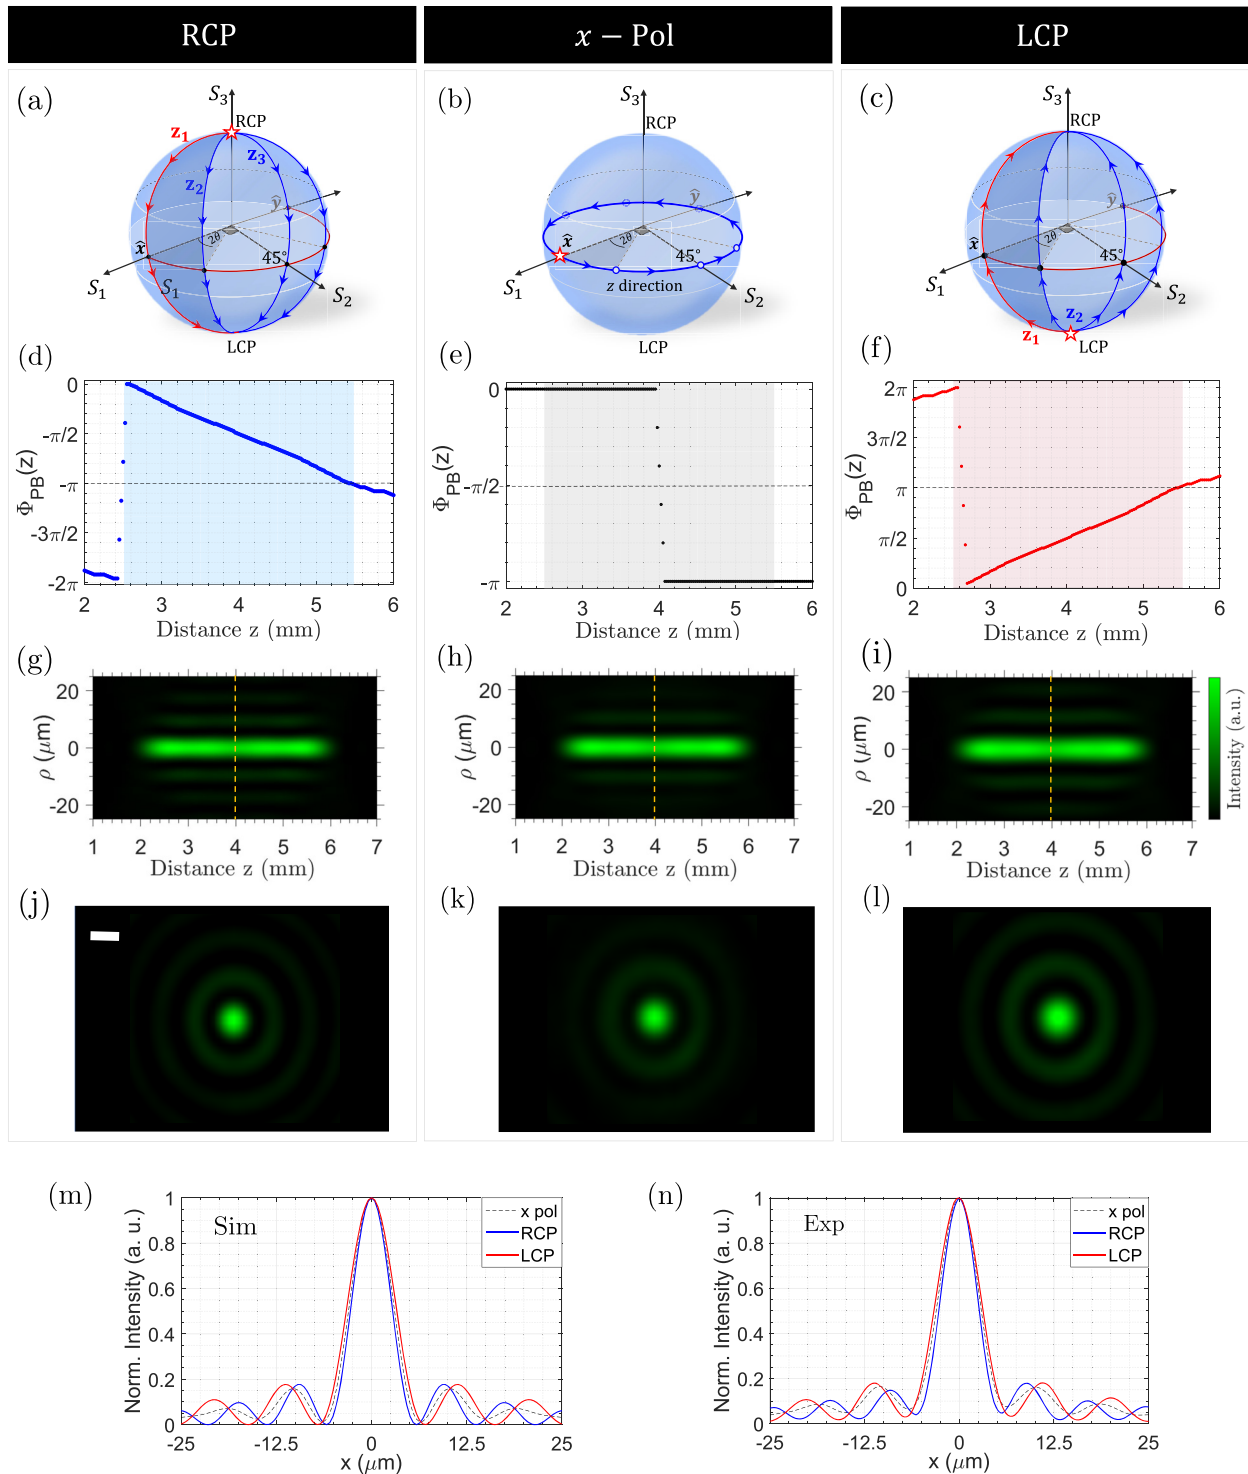 RCP
x – Pol
LCP
(a)
S₃
RCP
z₁
z₃
z₂
ŷ
x̂
2θ
45°
S₁
S₁
S₂
LCP
(b)
S₃
RCP
ŷ
x̂
2θ
45°
S₁
z direction
S₂
LCP
(c)
S₃
RCP
ŷ
x̂
2θ
45°
S₁
S₂
z₂
z₁
LCP
(d)
0
-π/2
-π
-3π/2
-2π
Φ_PB(z)
2 3 4 5 6
Distance z (mm)
(e)
0
-π/2
-π
Φ_PB(z)
2 3 4 5 6
Distance z (mm)
(f)
2π
3π/2
π
π/2
0
Φ_PB(z)
2 3 4 5 6
Distance z (mm)
(g)
20
0
-20
ρ (μm)
1 2 3 4 5 6 7
Distance z (mm)
(h)
20
0
-20
ρ (μm)
1 2 3 4 5 6 7
Distance z (mm)
(i)
20
0
-20
ρ (μm)
1 2 3 4 5 6 7
Distance z (mm)
Intensity (a.u.)
(j)
(k)
(l)
(m)
Sim
x pol
RCP
LCP
1
0.8
0.6
0.4
0.2
0
Norm. Intensity (a. u.)
-25 -12.5 0 12.5 25
x (μm)
(n)
Exp
x pol
RCP
LCP
1
0.8
0.6
0.4
0.2
0
Norm. Intensity (a. u.)
-25 -12.5 0 12.5 25
x (μm)